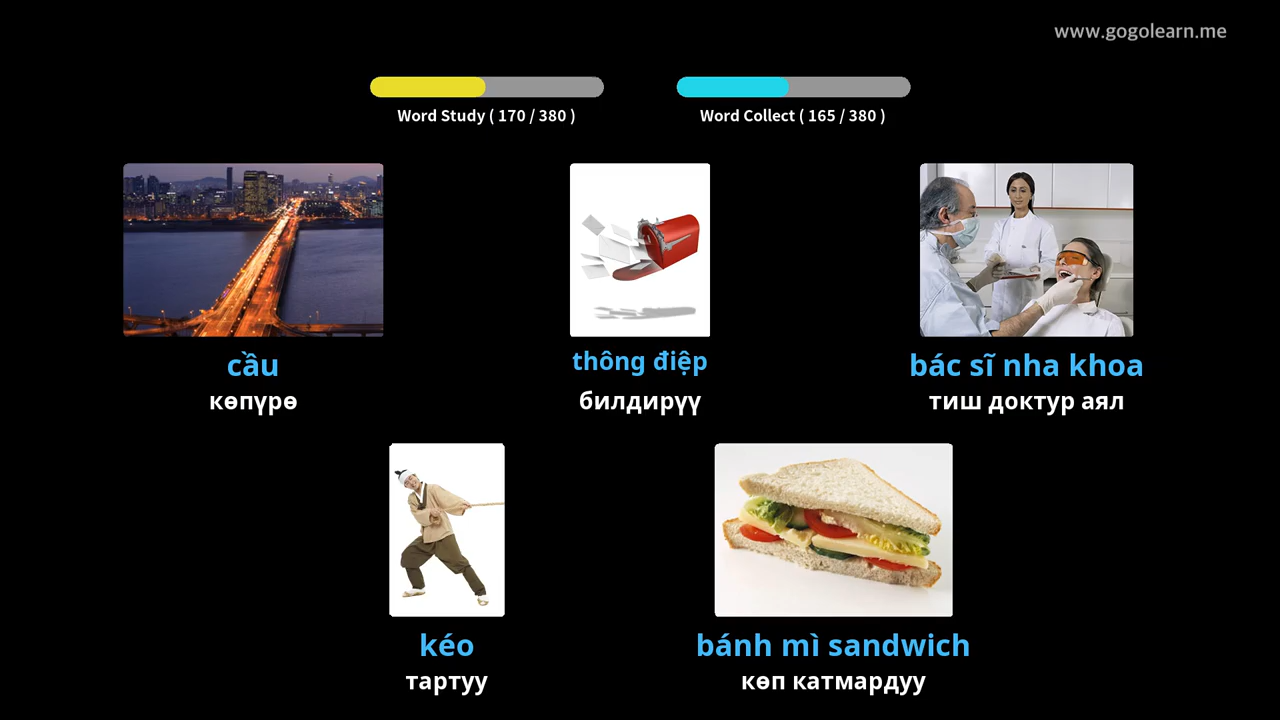 www.gogolearn.me
Word Study ( 170 / 380 )
Word Collect ( 165 / 380 )
cầu
көпүрө
thông điệp
билдирүү
bác sĩ nha khoa
тиш доктур аял
kéo
тартуу
bánh mì sandwich
көп катмардуу